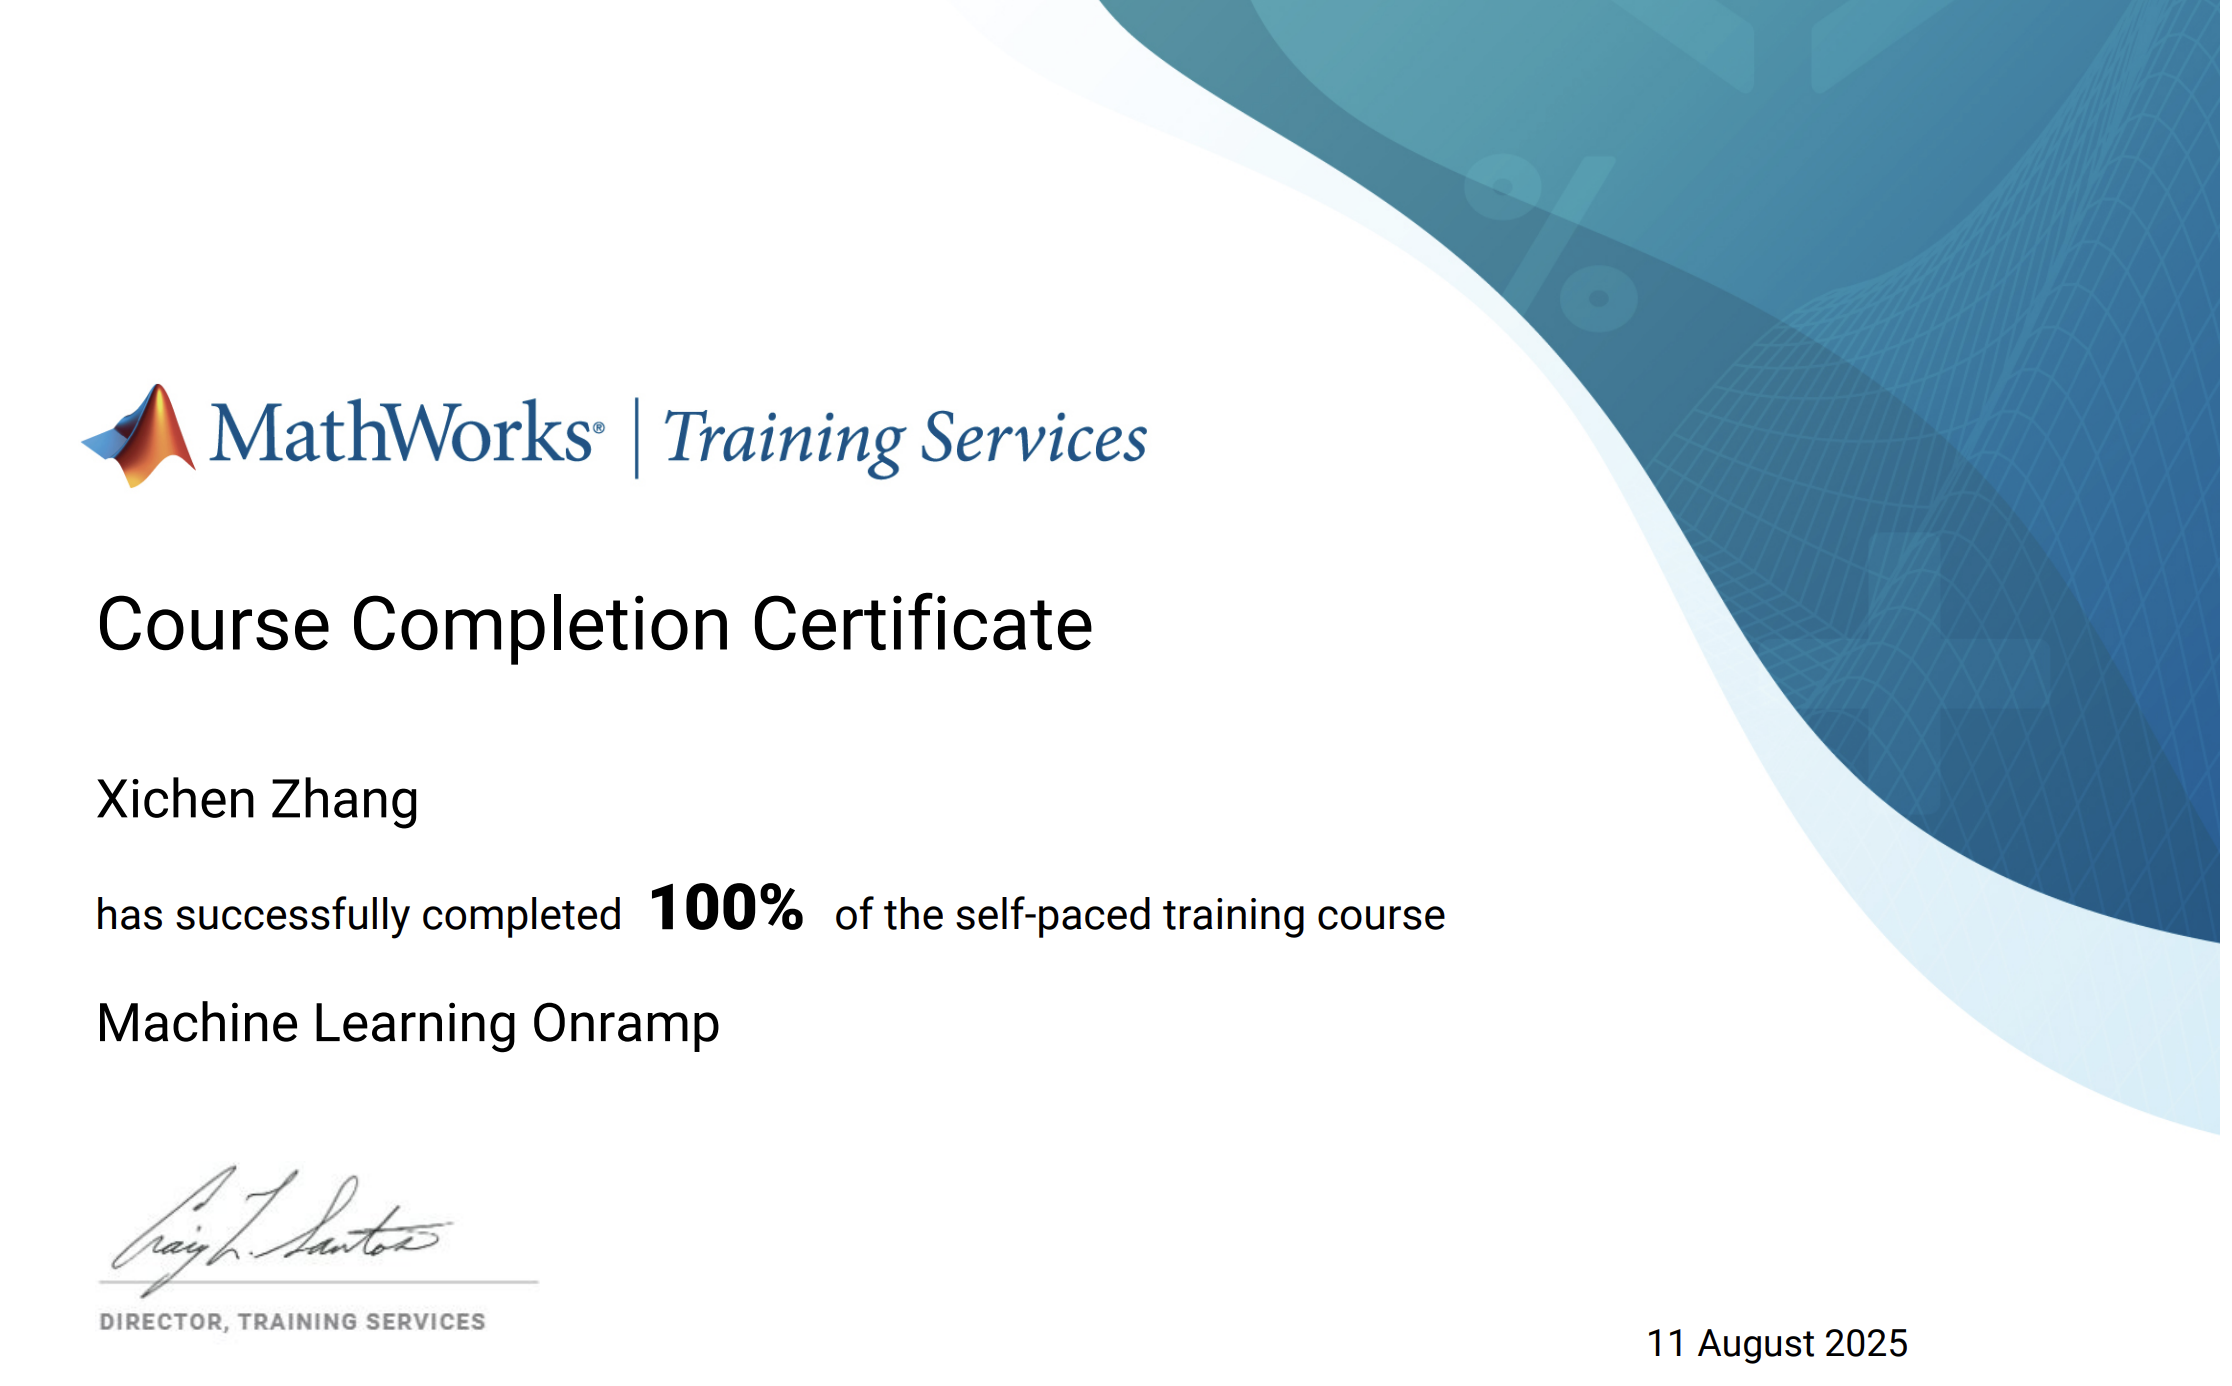 MathWorks® | Training Services
Course Completion Certificate
Xichen Zhang
has successfully completed 100% of the self-paced training course
Machine Learning Onramp
Craig L. Santos
DIRECTOR, TRAINING SERVICES
11 August 2025